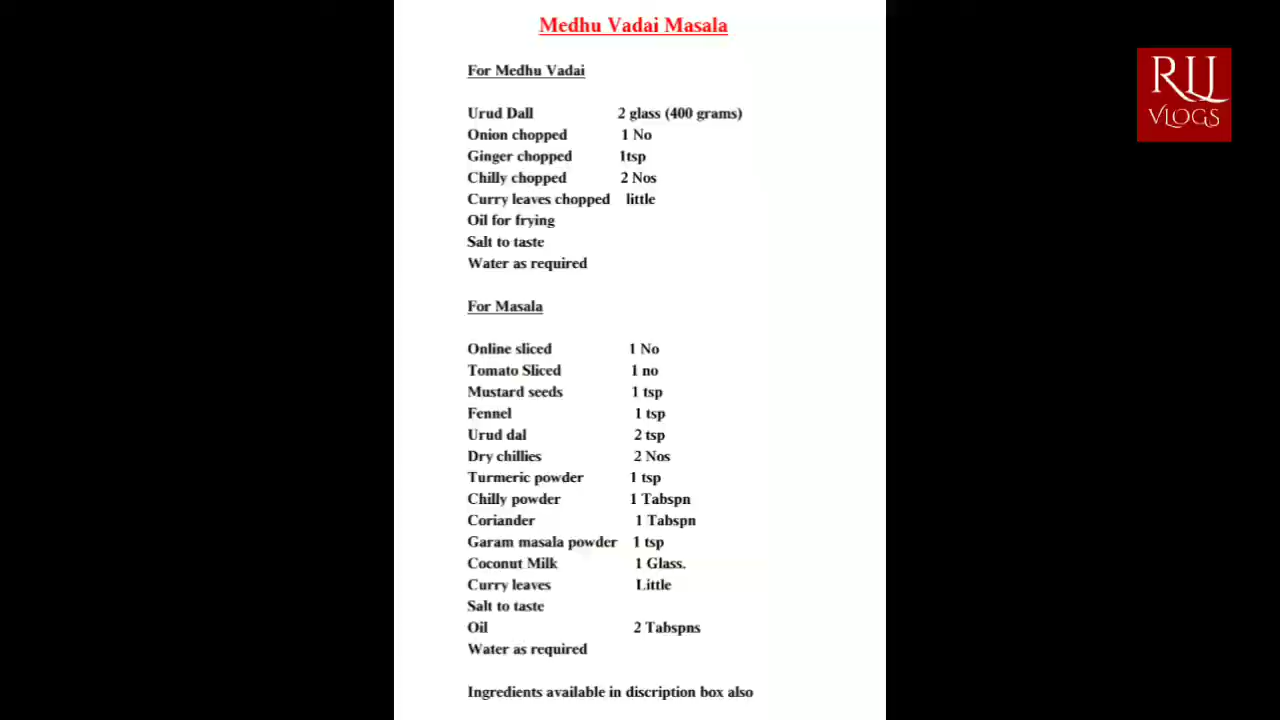 Medhu Vadai Masala
For Medhu Vadai
Urud Dall 2 glass (400 grams)
Onion chopped 1 No
Ginger chopped 1tsp
Chilly chopped 2 Nos
Curry leaves chopped little
Oil for frying
Salt to taste
Water as required
For Masala
Online sliced 1 No
Tomato Sliced 1 no
Mustard seeds 1 tsp
Fennel 1 tsp
Urud dal 2 tsp
Dry chillies 2 Nos
Turmeric powder 1 tsp
Chilly powder 1 Tabspn
Coriander 1 Tabspn
Garam masala powder 1 tsp
Coconut Milk 1 Glass.
Curry leaves Little
Salt to taste
Oil 2 Tabspns
Water as required
Ingredients available in discription box also
VLOGS